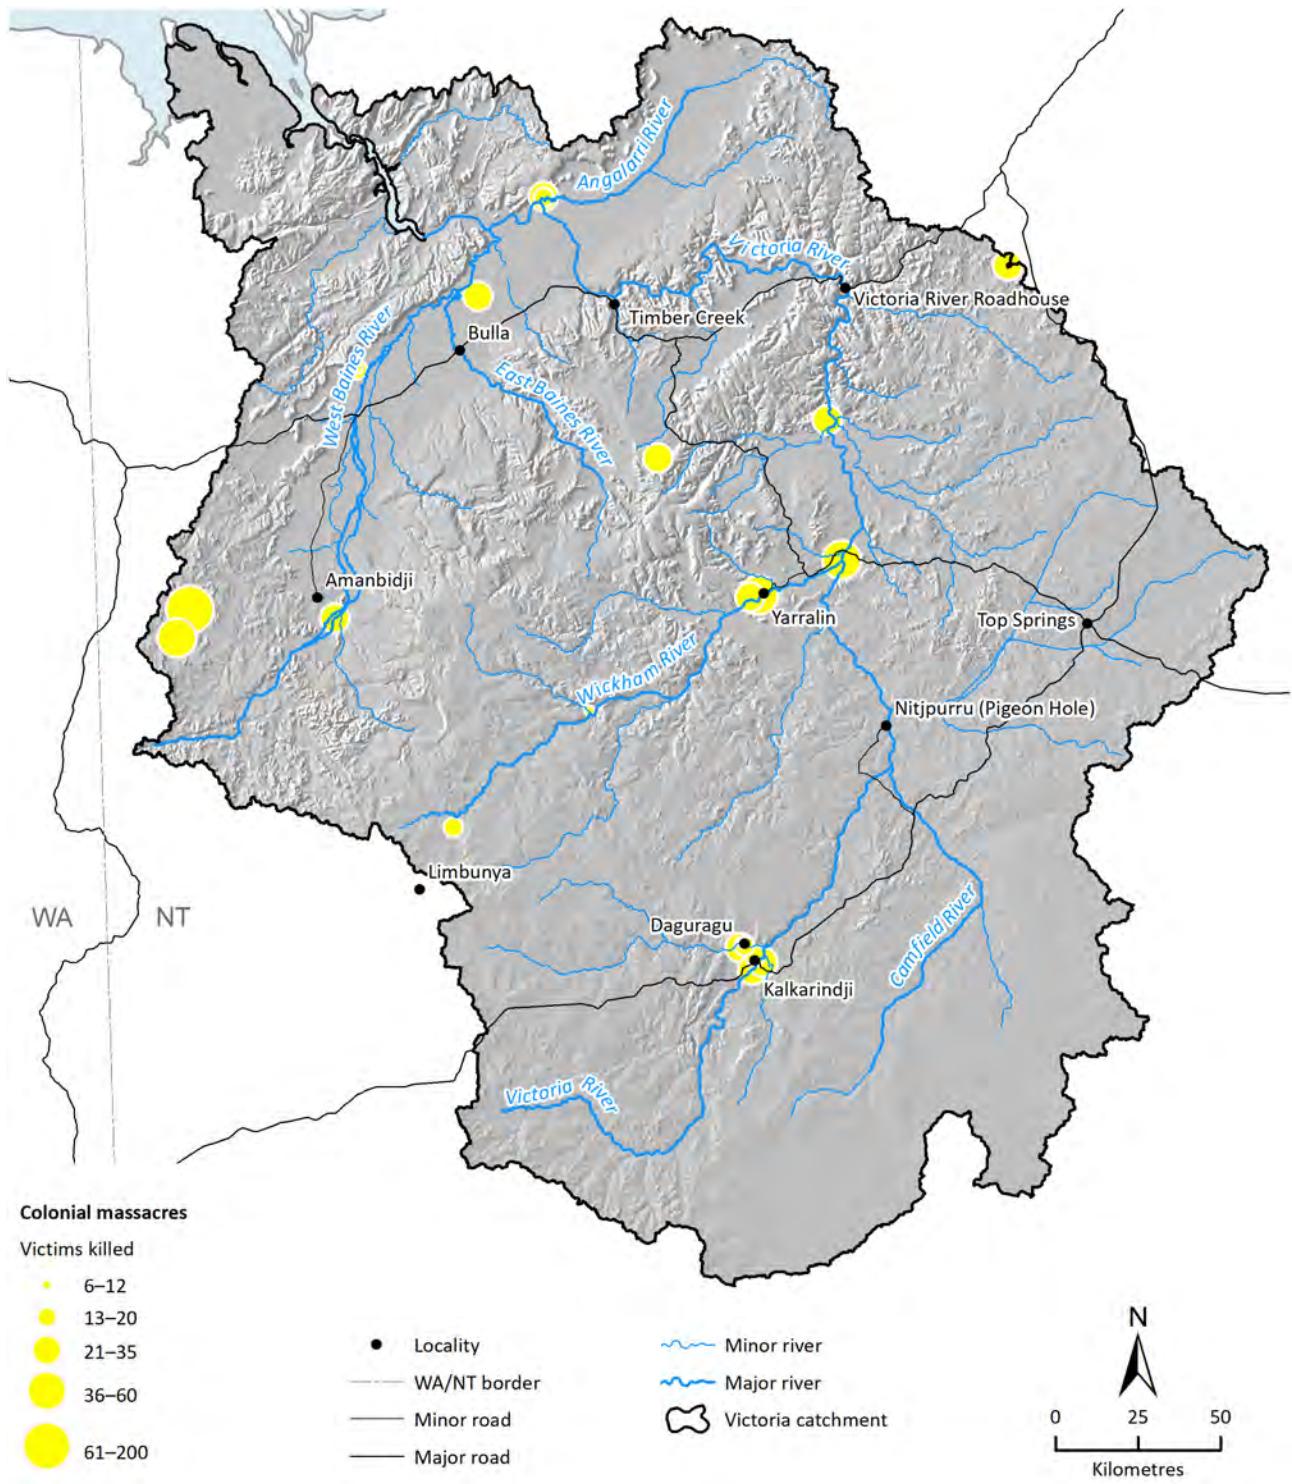 Angalarri River
Victoria River
Victoria River Roadhouse
Timber Creek
Bulla
West Baines River
East Baines River
Amanbidji
Yarralin
Top Springs
Wickham River
Nitjpurru (Pigeon Hole)
Limbunya
WA
NT
Daguragu
Camfield River
Kalkarindji
Victoria River
Colonial massacres
Victims killed
6–12
13–20
21–35
36–60
61–200
Locality
WA/NT border
Minor road
Major road
Minor river
Major river
Victoria catchment
N
0 25 50
Kilometres